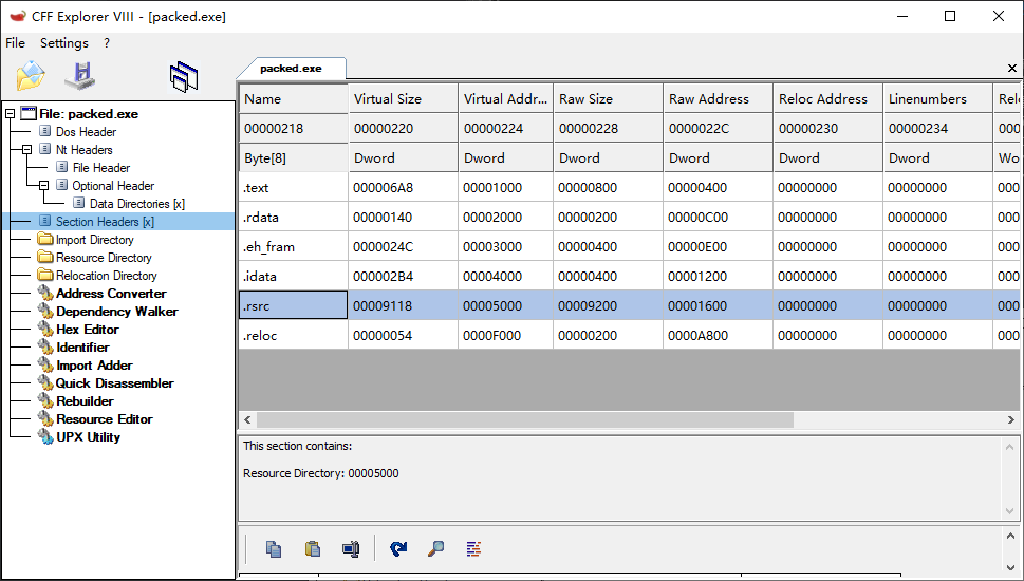 CFF Explorer VIII - [packed.exe]
File Settings ?
packed.exe
File: packed.exe
Dos Header
Nt Headers
File Header
Optional Header
Data Directories [x]
Section Headers [x]
Import Directory
Resource Directory
Relocation Directory
Address Converter
Dependency Walker
Hex Editor
Identifier
Import Adder
Quick Disassembler
Rebuilder
Resource Editor
UPX Utility
Name Virtual Size Virtual Addr... Raw Size Raw Address Reloc Address Linenumbers Relo
00000218 00000220 00000224 00000228 0000022C 00000230 00000234 000
Byte[8] Dword Dword Dword Dword Dword Dword Wo
.text 000006A8 00001000 00000800 00000400 00000000 00000000 000
.rdata 00000140 00002000 00000200 00000C00 00000000 00000000 000
.eh_fram 0000024C 00003000 00000400 00000E00 00000000 00000000 000
.idata 000002B4 00004000 00000400 00001200 00000000 00000000 000
.rsrc 00009118 00005000 00009200 00001600 00000000 00000000 000
.reloc 00000054 0000F000 00000200 0000A800 00000000 00000000 000
This section contains:
Resource Directory: 00005000